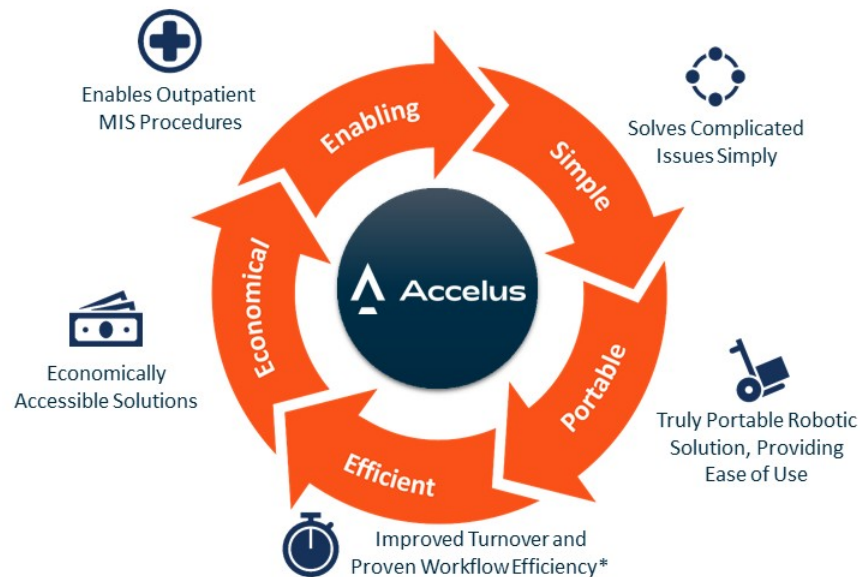 Enables Outpatient
MIS Procedures
Enabling
Simple
Solves Complicated
Issues Simply
Accelus
Economical
Economically
Accessible Solutions
Portable
Truly Portable Robotic
Solution, Providing
Ease of Use
Efficient
Improved Turnover and
Proven Workflow Efficiency*